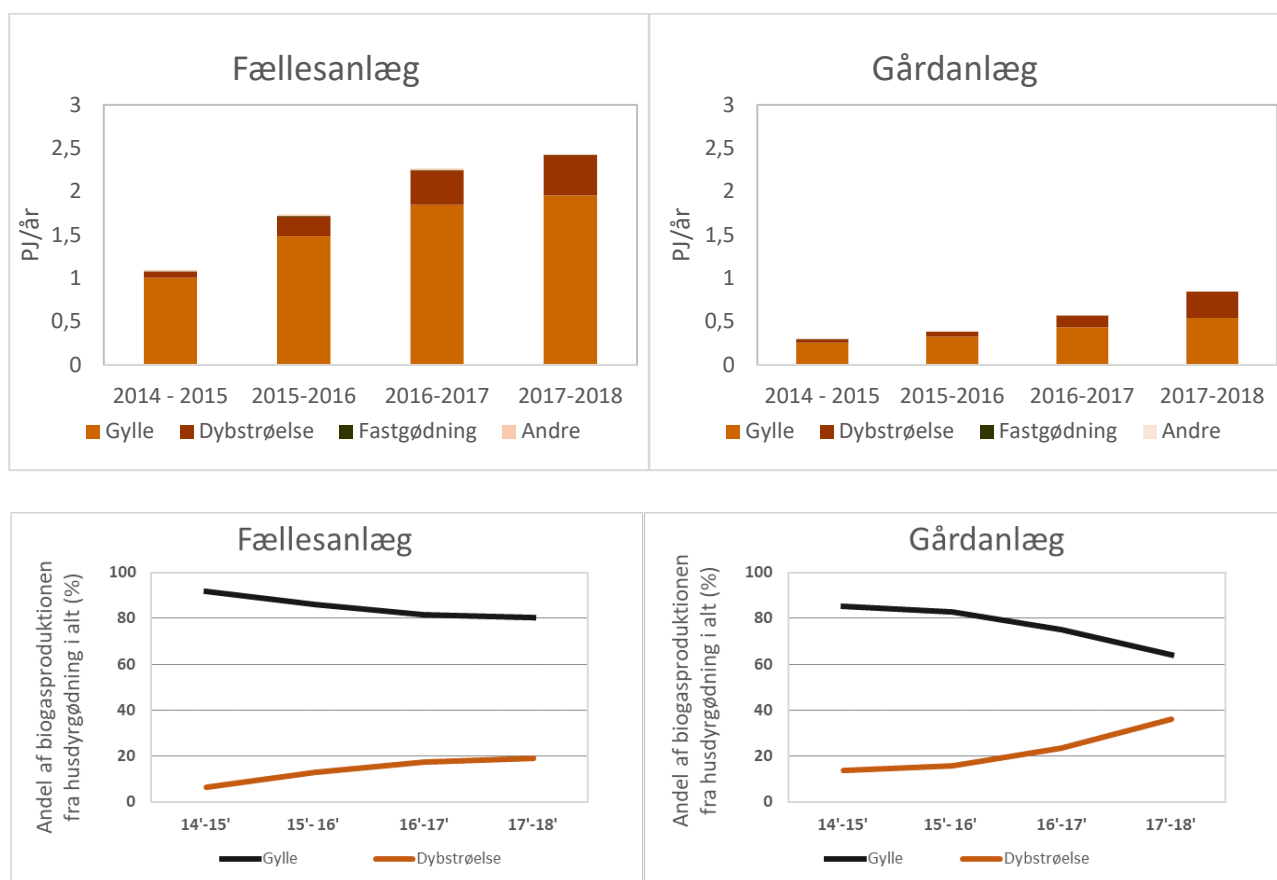 Fællesanlæg
3
2,5
2
1,5
1
0,5
0
PJ/år
2014 - 2015 2015-2016 2016-2017 2017-2018
Gylle Dybstrøelse Fastgødning Andre
Gårdanlæg
3
2,5
2
1,5
1
0,5
0
PJ/år
2014 - 2015 2015-2016 2016-2017 2017-2018
Gylle Dybstrøelse Fastgødning Andre
Fællesanlæg
Andel af biogasproduktionen
fra husdyrgødning i alt (%)
100
80
60
40
20
0
14'-15' 15'- 16' 16'-17' 17'-18'
Gylle Dybstrøelse
Gårdanlæg
Andel af biogasproduktionen
fra husdyrgødning i alt (%)
100
80
60
40
20
0
14'-15' 15'- 16' 16'-17' 17'-18'
Gylle Dybstrøelse